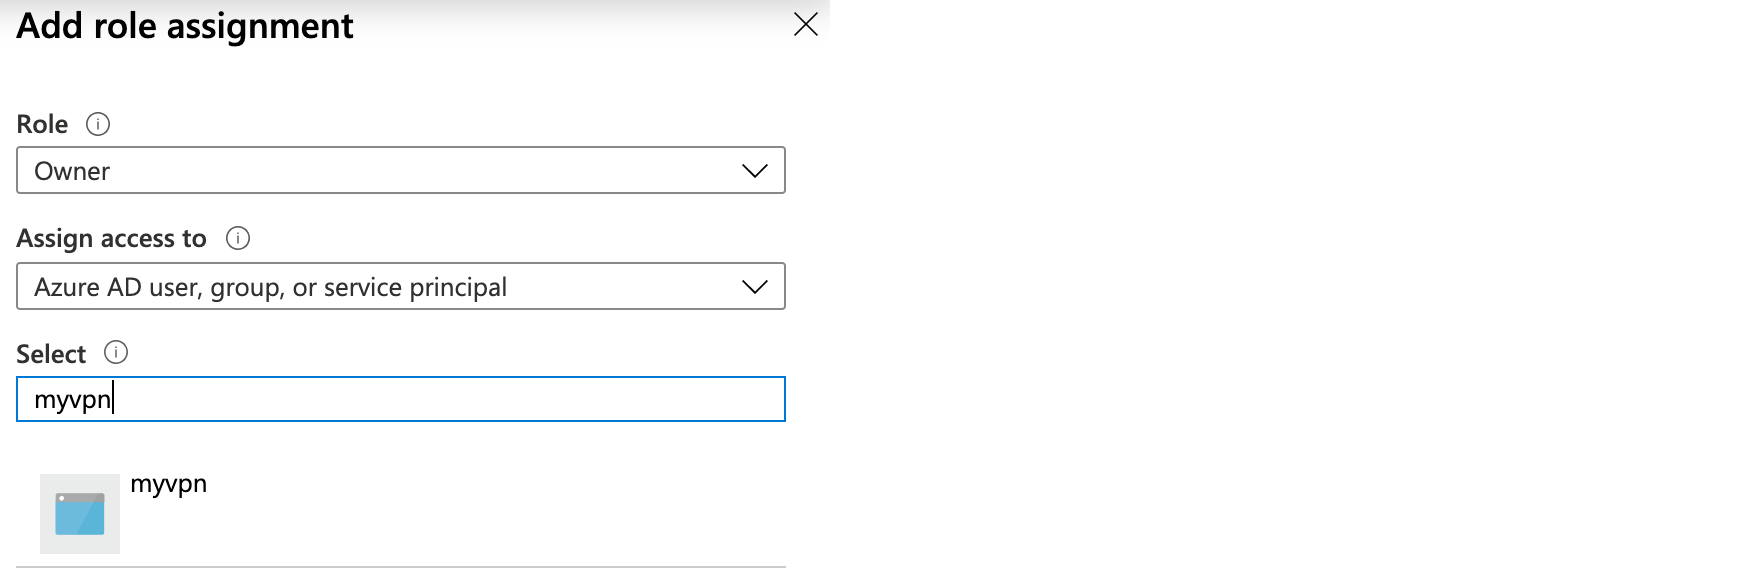 Add role assignment
Role
Owner
Assign access to
Azure AD user, group, or service principal
Select
myvpn
myvpn